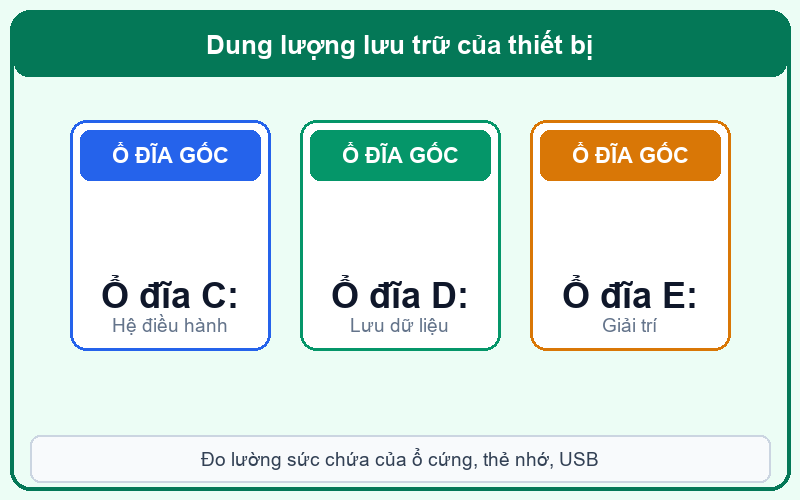 Dung lượng lưu trữ của thiết bị
Ổ ĐĨA GỐC
Ổ đĩa C:
Hệ điều hành
Ổ ĐĨA GỐC
Ổ đĩa D:
Lưu dữ liệu
Ổ ĐĨA GỐC
Ổ đĩa E:
Giải trí
Đo lường sức chứa của ổ cứng, thẻ nhớ, USB